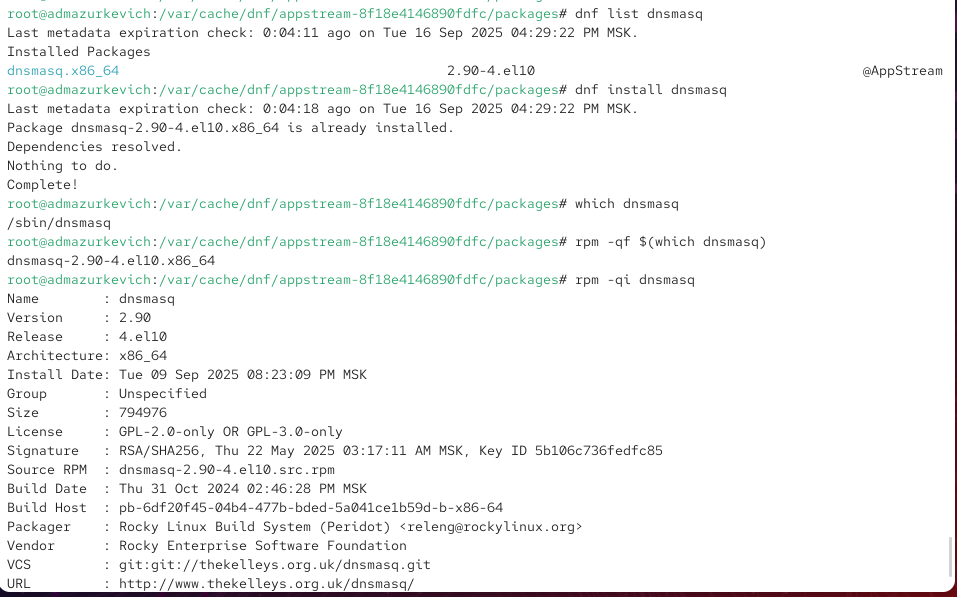 root@admazurkevich:/var/cache/dnf/appstream-8f18e4146890fdfc/packages# dnf list dnsmasq
Last metadata expiration check: 0:04:11 ago on Tue 16 Sep 2025 04:29:22 PM MSK.
Installed Packages
dnsmasq.x86_64 2.90-4.el10 @AppStream
root@admazurkevich:/var/cache/dnf/appstream-8f18e4146890fdfc/packages# dnf install dnsmasq
Last metadata expiration check: 0:04:18 ago on Tue 16 Sep 2025 04:29:22 PM MSK.
Package dnsmasq-2.90-4.el10.x86_64 is already installed.
Dependencies resolved.
Nothing to do.
Complete!
root@admazurkevich:/var/cache/dnf/appstream-8f18e4146890fdfc/packages# which dnsmasq
/sbin/dnsmasq
root@admazurkevich:/var/cache/dnf/appstream-8f18e4146890fdfc/packages# rpm -qf $(which dnsmasq)
dnsmasq-2.90-4.el10.x86_64
root@admazurkevich:/var/cache/dnf/appstream-8f18e4146890fdfc/packages# rpm -qi dnsmasq
Name        : dnsmasq
Version     : 2.90
Release     : 4.el10
Architecture: x86_64
Install Date: Tue 09 Sep 2025 08:23:09 PM MSK
Group       : Unspecified
Size        : 794976
License     : GPL-2.0-only OR GPL-3.0-only
Signature   : RSA/SHA256, Thu 22 May 2025 03:17:11 AM MSK, Key ID 5b106c736fedfc85
Source RPM  : dnsmasq-2.90-4.el10.src.rpm
Build Date  : Thu 31 Oct 2024 02:46:28 PM MSK
Build Host  : pb-6df20f45-04b4-477b-bded-5a041ce1b59d-b-x86-64
Packager    : Rocky Linux Build System (Peridot) <releng@rockylinux.org>
Vendor      : Rocky Enterprise Software Foundation
VCS         : git:git://thekelleys.org.uk/dnsmasq.git
URL         : http://www.thekelleys.org.uk/dnsmasq/